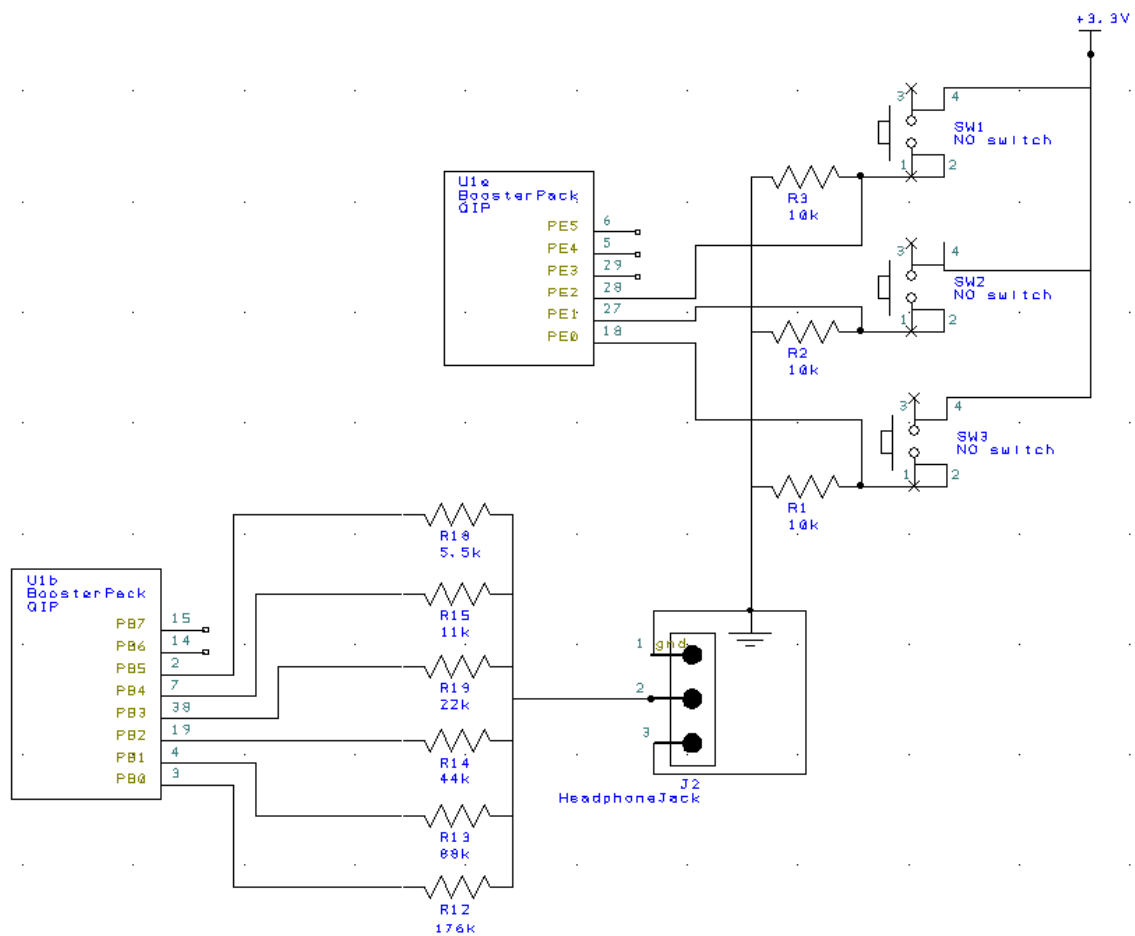 +3.3V
3
4
SW1
NO switch
1
2
U1e
BoosterPack
QIP
PE5
6
PE4
5
PE3
29
PE2
28
PE1
27
PE0
18
R3
10k
3
4
SW2
NO switch
1
2
R2
10k
3
4
SW3
NO switch
1
2
R1
10k
U1b
BoosterPack
QIP
PB7
15
PB6
14
PB5
2
PB4
7
PB3
38
PB2
19
PB1
4
PB0
3
R18
5.5k
R15
11k
R19
22k
R14
44k
R13
88k
R12
176k
1
gnd
2
3
J2
HeadphoneJack